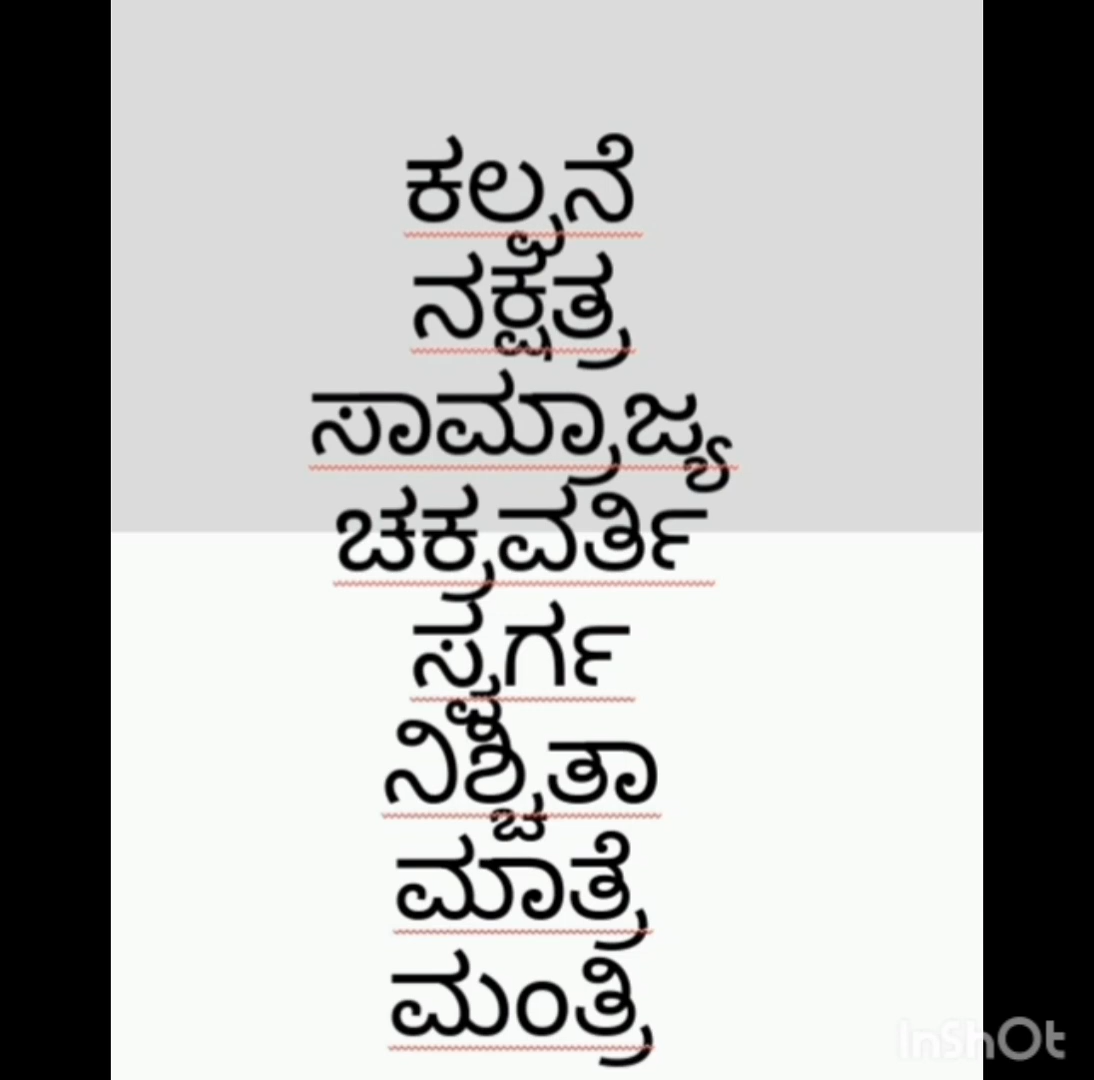 ಕಲ್ಪನೆ
ನಕ್ಷತ್ರ
ಸಾಮ್ರಾಜ್ಯ
ಚಕ್ರವರ್ತಿ
ಸ್ವರ್ಗ
ನಿಶ್ಚಿತಾ
ಮಾತ್ರೆ
ಮಂತ್ರಿ
InShOt